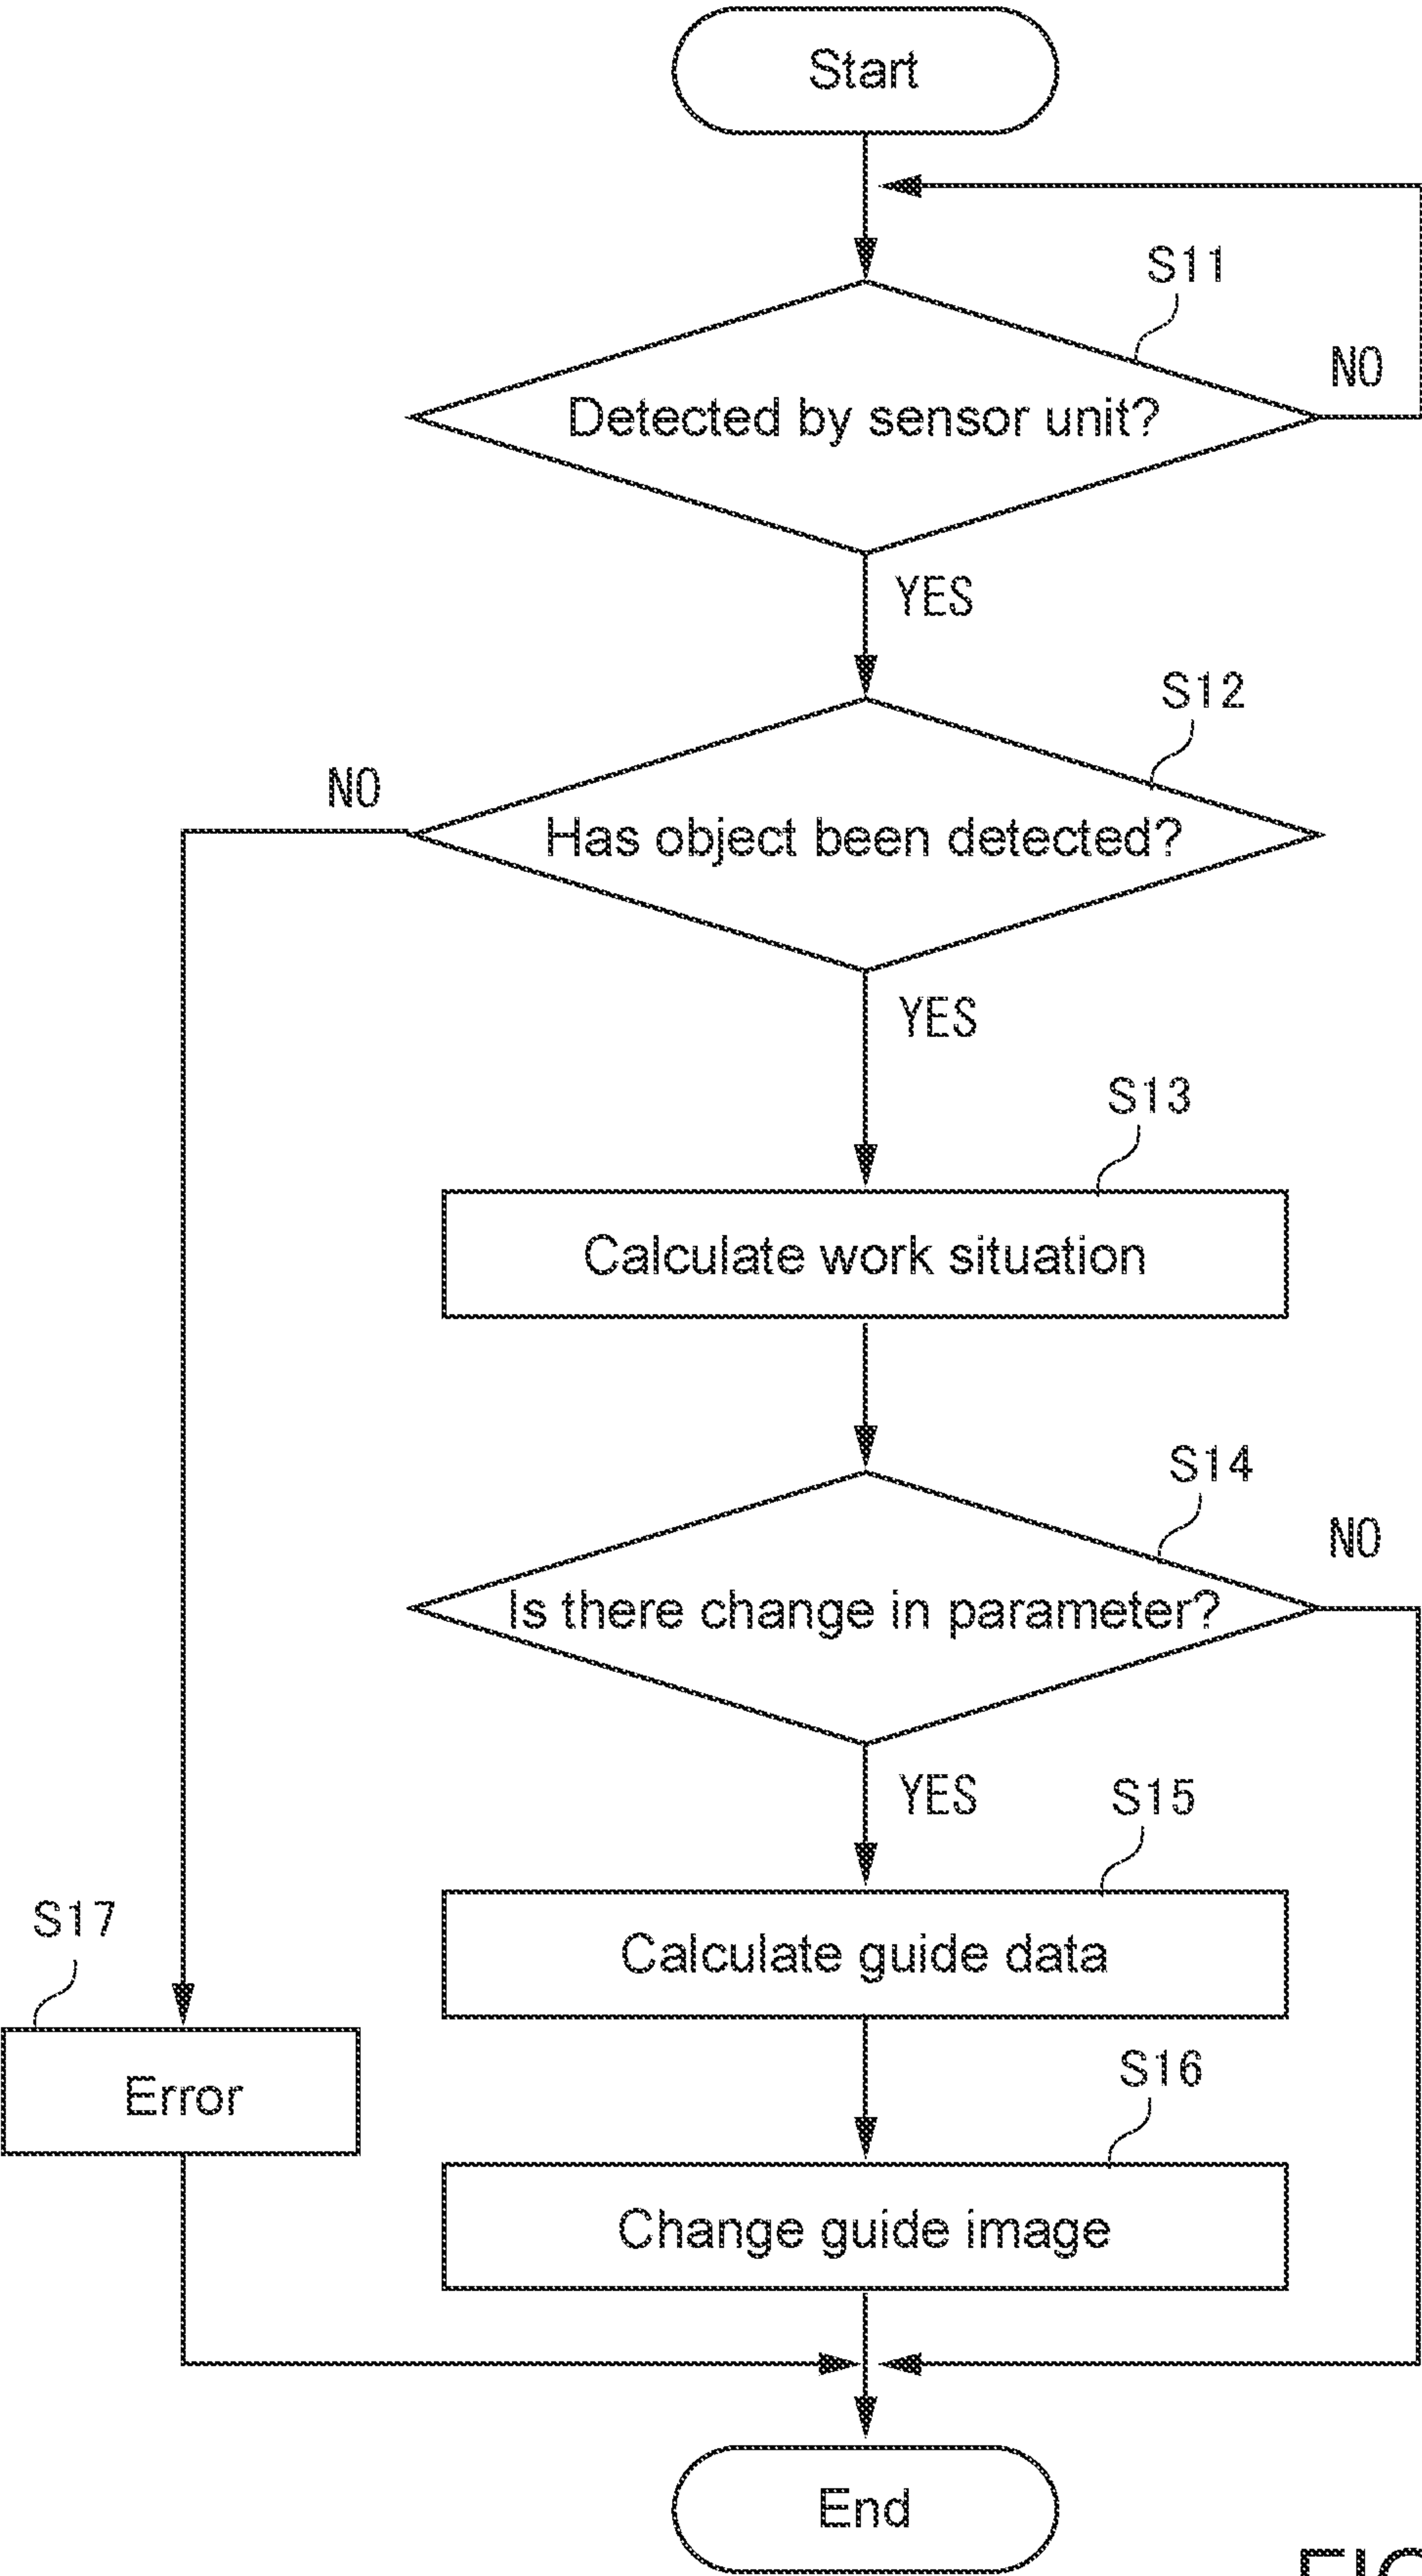 Start
S11
NO
Detected by sensor unit?
YES
S12
NO
Has object been detected?
YES
S13
Calculate work situation
S14
NO
Is there change in parameter?
YES
S15
Calculate guide data
S17
Error
S16
Change guide image
End